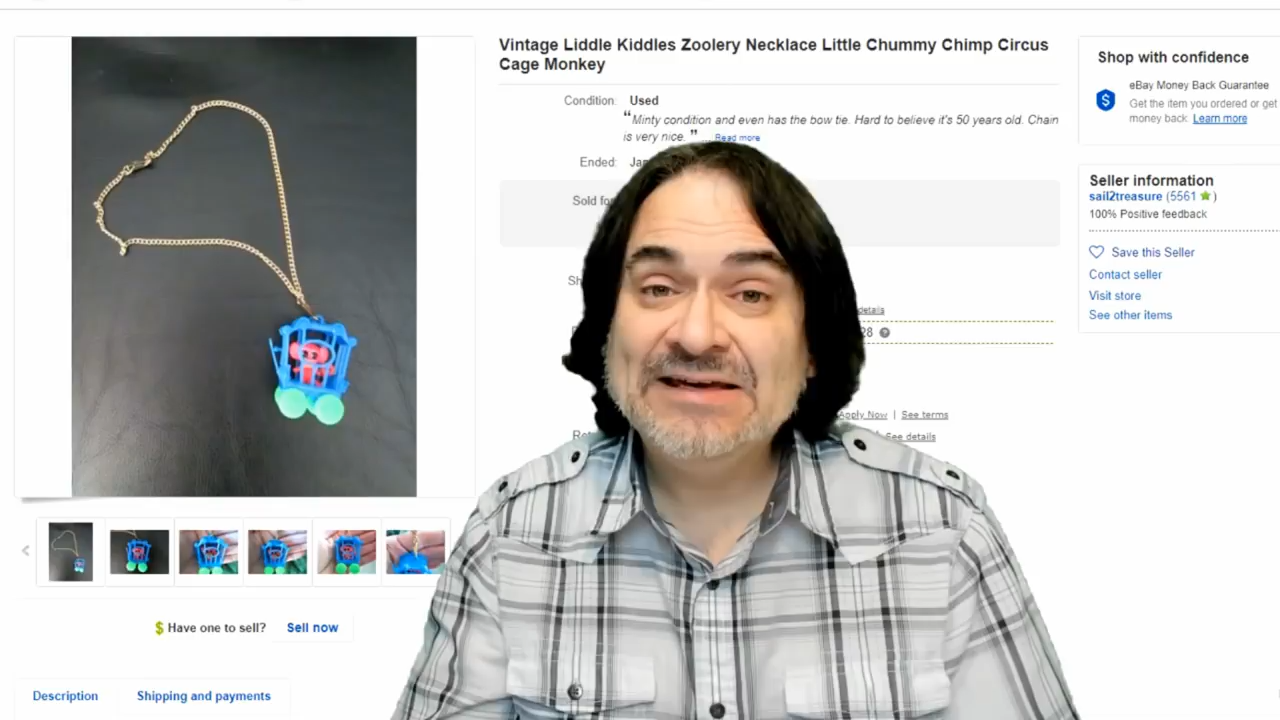 Vintage Liddle Kiddles Zoolery Necklace Little Chummy Chimp Circus
Cage Monkey
Condition: Used
"Minty condition and even has the bow tie. Hard to believe it's 50 years old. Chain
is very nice. " ... Read more
Ended:
Sold
details
28
Apply Now | See terms
See details
$ Have one to sell? Sell now
Description Shipping and payments
Shop with confidence
eBay Money Back Guarantee
Get the item you ordered or get
money back. Learn more
Seller information
sail2treasure (5561 )
100% Positive feedback
Save this Seller
Contact seller
Visit store
See other items